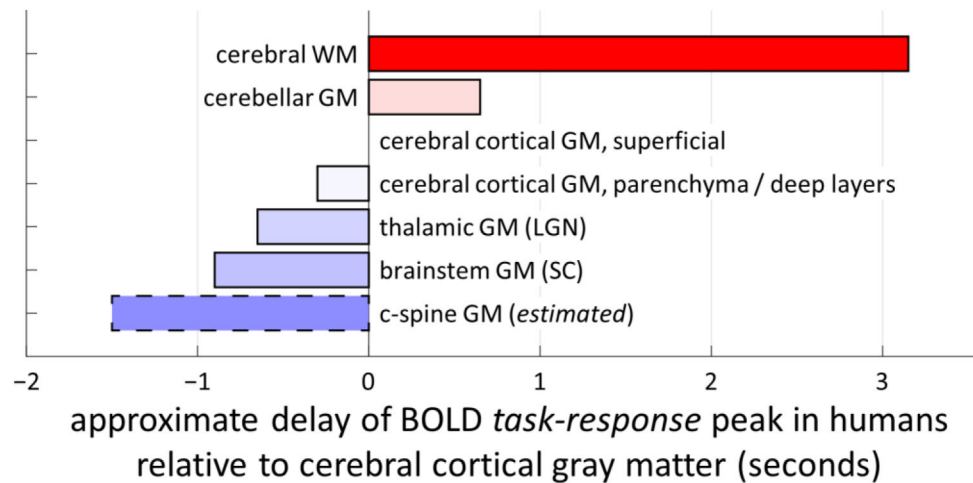 cerebral WM
cerebellar GM
cerebral cortical GM, superficial
cerebral cortical GM, parenchyma / deep layers
thalamic GM (LGN)
brainstem GM (SC)
c-spine GM (estimated)
−2 −1 0 1 2 3
approximate delay of BOLD task-response peak in humans
relative to cerebral cortical gray matter (seconds)